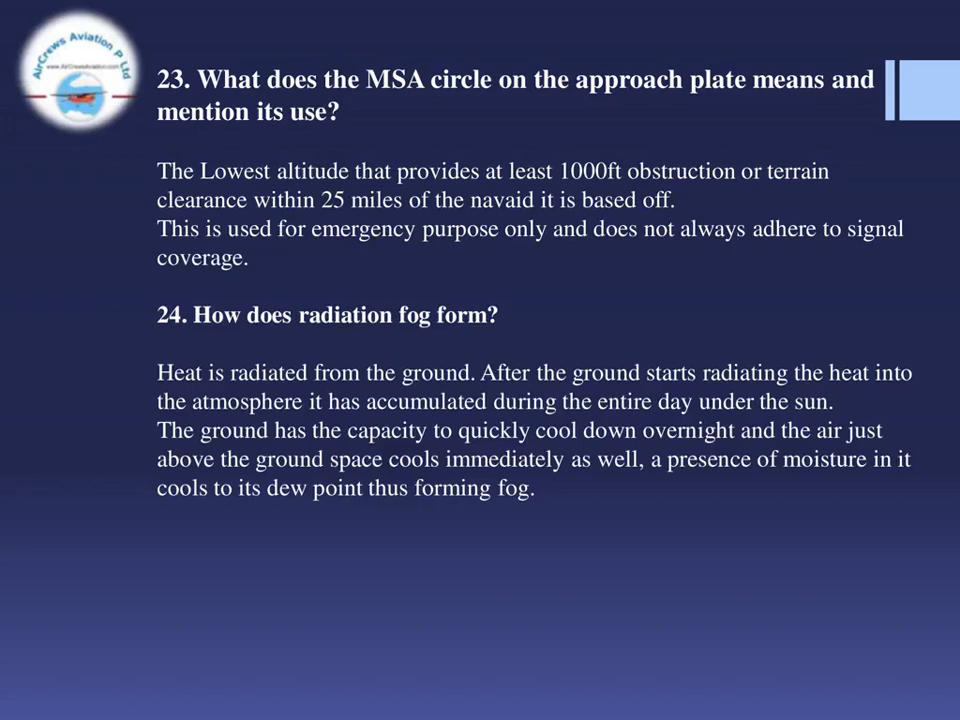 AirCrews Aviation P Ltd
www.AirCrewsAviation.com
23. What does the MSA circle on the approach plate means and
mention its use?
The Lowest altitude that provides at least 1000ft obstruction or terrain
clearance within 25 miles of the navaid it is based off.
This is used for emergency purpose only and does not always adhere to signal
coverage.
24. How does radiation fog form?
Heat is radiated from the ground. After the ground starts radiating the heat into
the atmosphere it has accumulated during the entire day under the sun.
The ground has the capacity to quickly cool down overnight and the air just
above the ground space cools immediately as well, a presence of moisture in it
cools to its dew point thus forming fog.